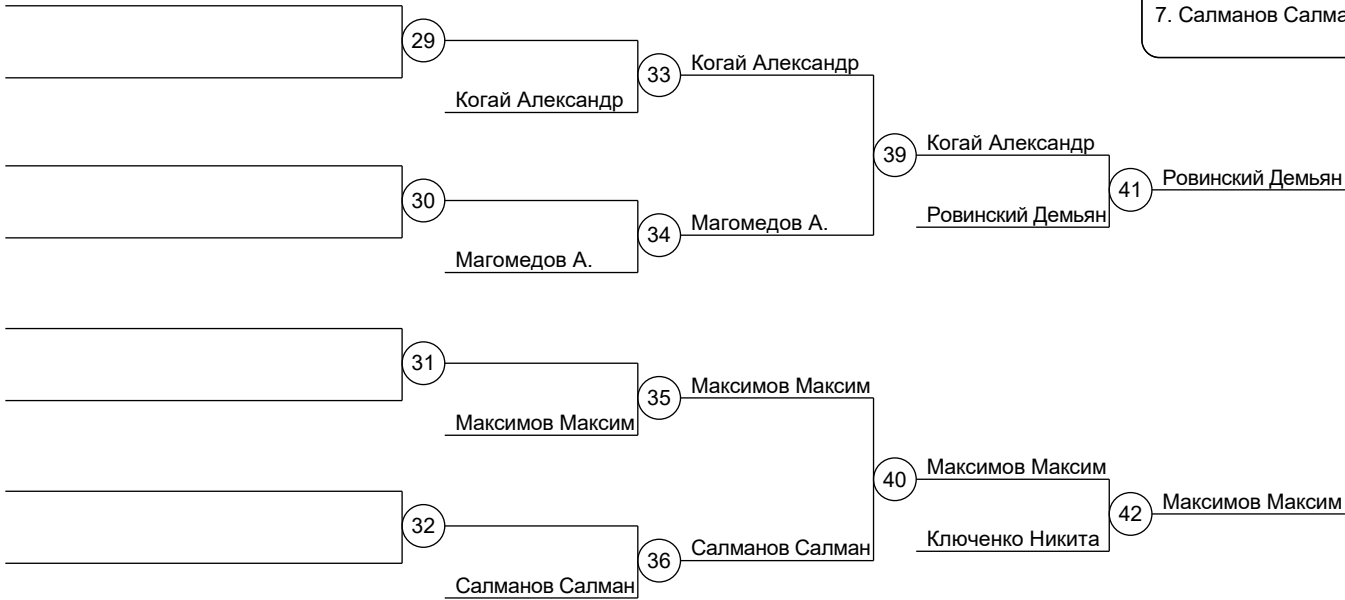 7. Салманов Салма
29
33
Когай Александр
Когай Александр
39
Когай Александр
41
Ровинский Демьян
30
Ровинский Демьян
34
Магомедов А.
Магомедов А.
31
35
Максимов Максим
Максимов Максим
40
Максимов Максим
42
Максимов Максим
32
Ключенко Никита
36
Салманов Салман
Салманов Салман